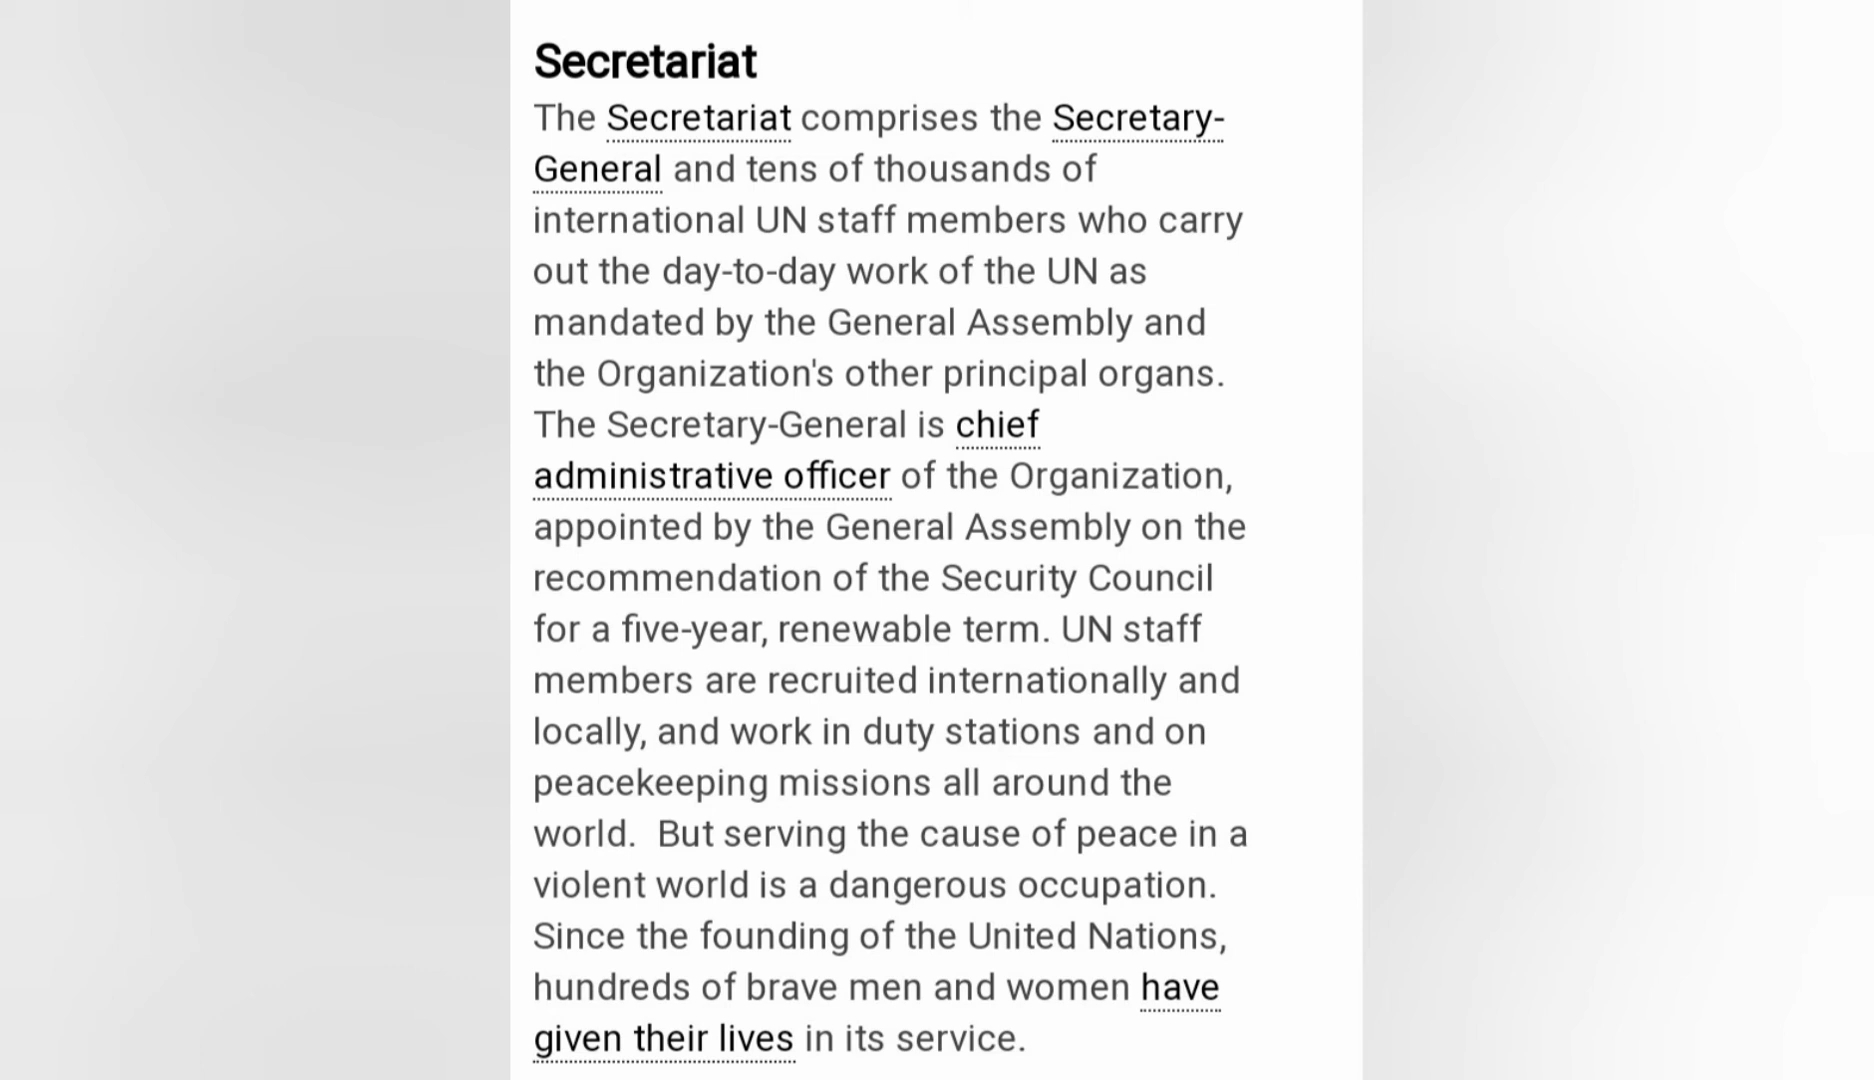 Secretariat
The Secretariat comprises the Secretary-
General and tens of thousands of
international UN staff members who carry
out the day-to-day work of the UN as
mandated by the General Assembly and
the Organization's other principal organs.
The Secretary-General is chief
administrative officer of the Organization,
appointed by the General Assembly on the
recommendation of the Security Council
for a five-year, renewable term. UN staff
members are recruited internationally and
locally, and work in duty stations and on
peacekeeping missions all around the
world.  But serving the cause of peace in a
violent world is a dangerous occupation.
Since the founding of the United Nations,
hundreds of brave men and women have
given their lives in its service.